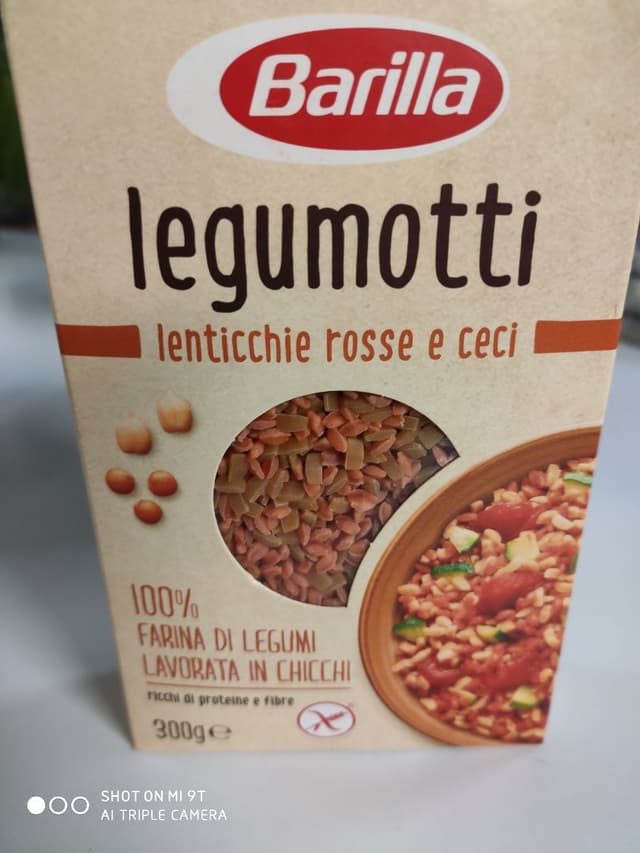 Barilla
legumotti
lenticchie rosse e ceci
100%
FARINA DI LEGUMI
LAVORATA IN CHICCHI
ricchi di proteine e fibre
300g ℮
SHOT ON MI 9T
AI TRIPLE CAMERA